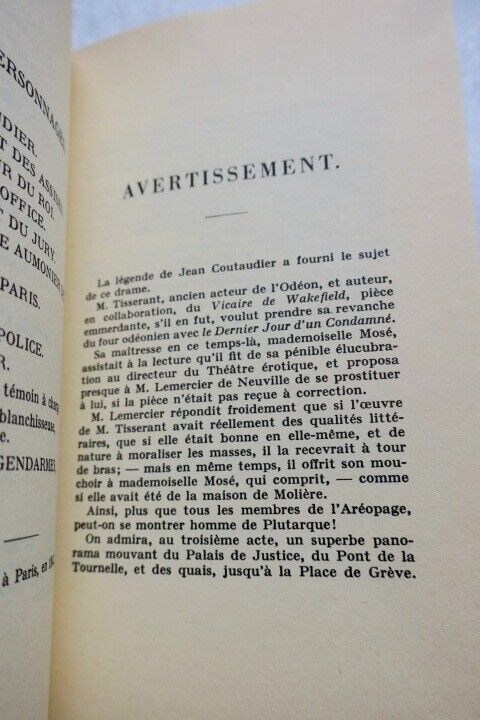 PERSONNAGES
UDIER.
T DES ASSISES
UR DU ROI.
OFFICE.
T DU JURY.
E AUMONIER
PARIS.
POLICE.
R.
témoin à charge
blanchisseuse,
e.
GENDARMES
à Paris, en 18
AVERTISSEMENT.
La légende de Jean Coutaudier a fourni le sujet
de ce drame.
M. Tisserant, ancien acteur de l'Odéon, et auteur,
en collaboration, du Vicaire de Wakefield, pièce
emmerdante, s'il en fut, voulut prendre sa revanche
du four odéonien avec le Dernier Jour d'un Condamné.
Sa maîtresse en ce temps-là, mademoiselle Mosé,
assistait à la lecture qu'il fit de sa pénible élucubra-
tion au directeur du Théâtre érotique, et proposa
presque à M. Lemercier de Neuville de se prostituer
à lui, si la pièce n'était pas reçue à correction.
M. Lemercier répondit froidement que si l'œuvre
de M. Tisserant avait réellement des qualités litté-
raires, que si elle était bonne en elle-même, et de
nature à moraliser les masses, il la recevrait à tour
de bras; — mais en même temps, il offrit son mou-
choir à mademoiselle Mosé, qui comprit, — comme
si elle avait été de la maison de Molière.
Ainsi, plus que tous les membres de l'Aréopage,
peut-on se montrer homme de Plutarque!
On admira, au troisième acte, un superbe pano-
rama mouvant du Palais de Justice, du Pont de la
Tournelle, et des quais, jusqu'à la Place de Grève.